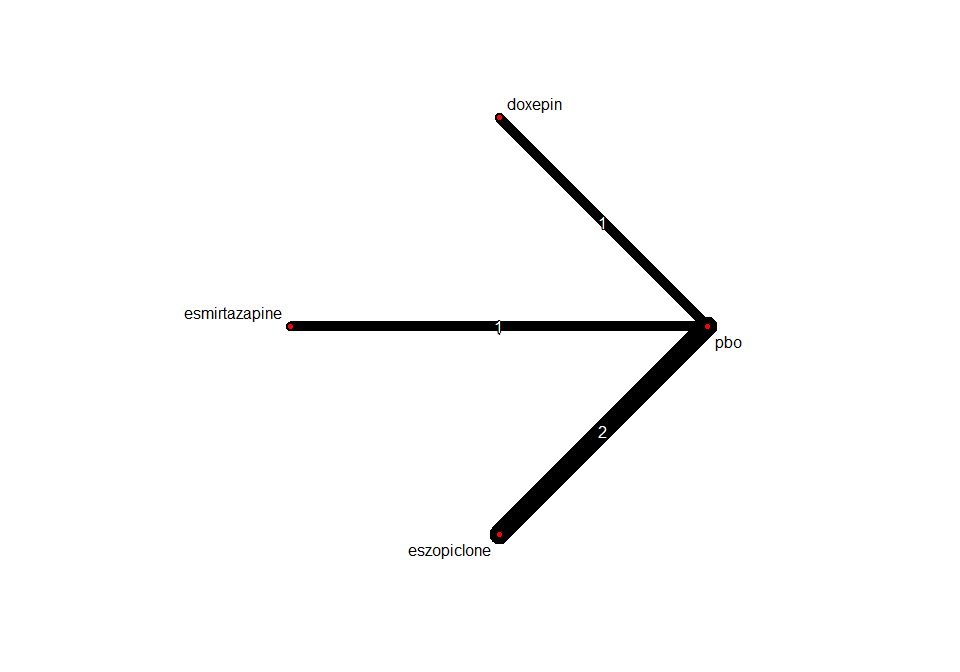 doxepin
1
esmirtazapine
1
pbo
2
eszopiclone